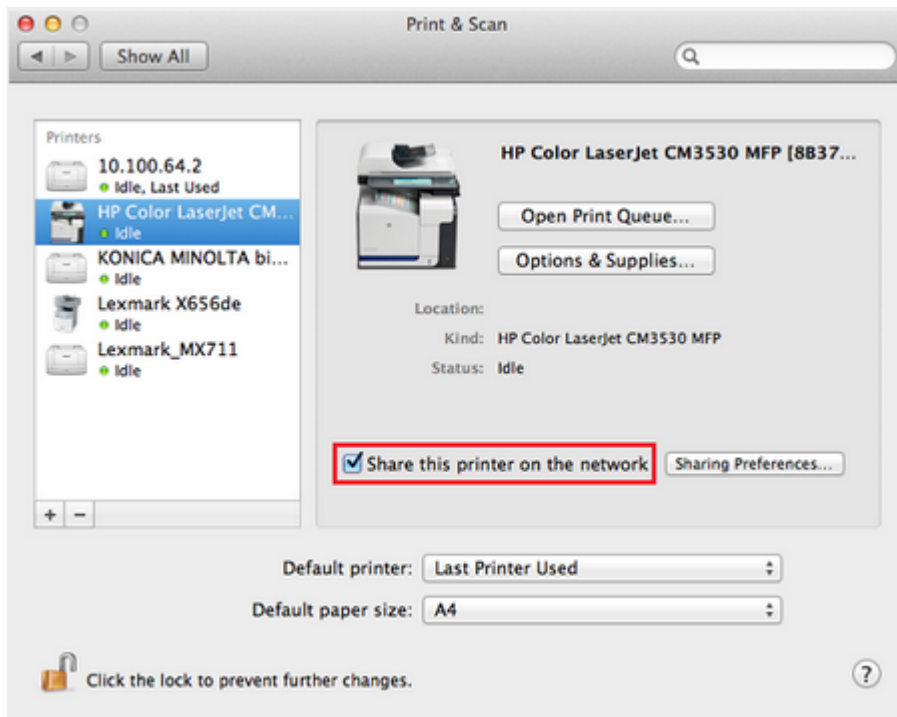 Print & Scan
Show All
Printers
10.100.64.2
Idle, Last Used
HP Color LaserJet CM...
Idle
KONICA MINOLTA bi...
Idle
Lexmark X656de
Idle
Lexmark_MX711
Idle
+ −
HP Color LaserJet CM3530 MFP [8B37...
Open Print Queue...
Options & Supplies...
Location:
Kind: HP Color LaserJet CM3530 MFP
Status: Idle
Share this printer on the network
Sharing Preferences...
Default printer: Last Printer Used
Default paper size: A4
Click the lock to prevent further changes.
?